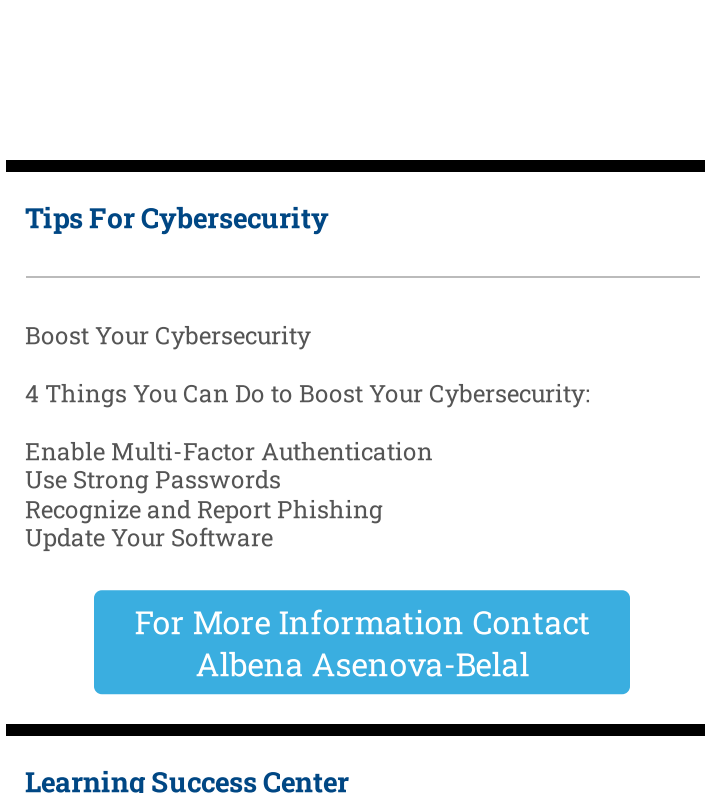 Tips For Cybersecurity
Boost Your Cybersecurity
4 Things You Can Do to Boost Your Cybersecurity:
Enable Multi-Factor Authentication
Use Strong Passwords
Recognize and Report Phishing
Update Your Software
For More Information Contact
Albena Asenova-Belal
Learning Success Center